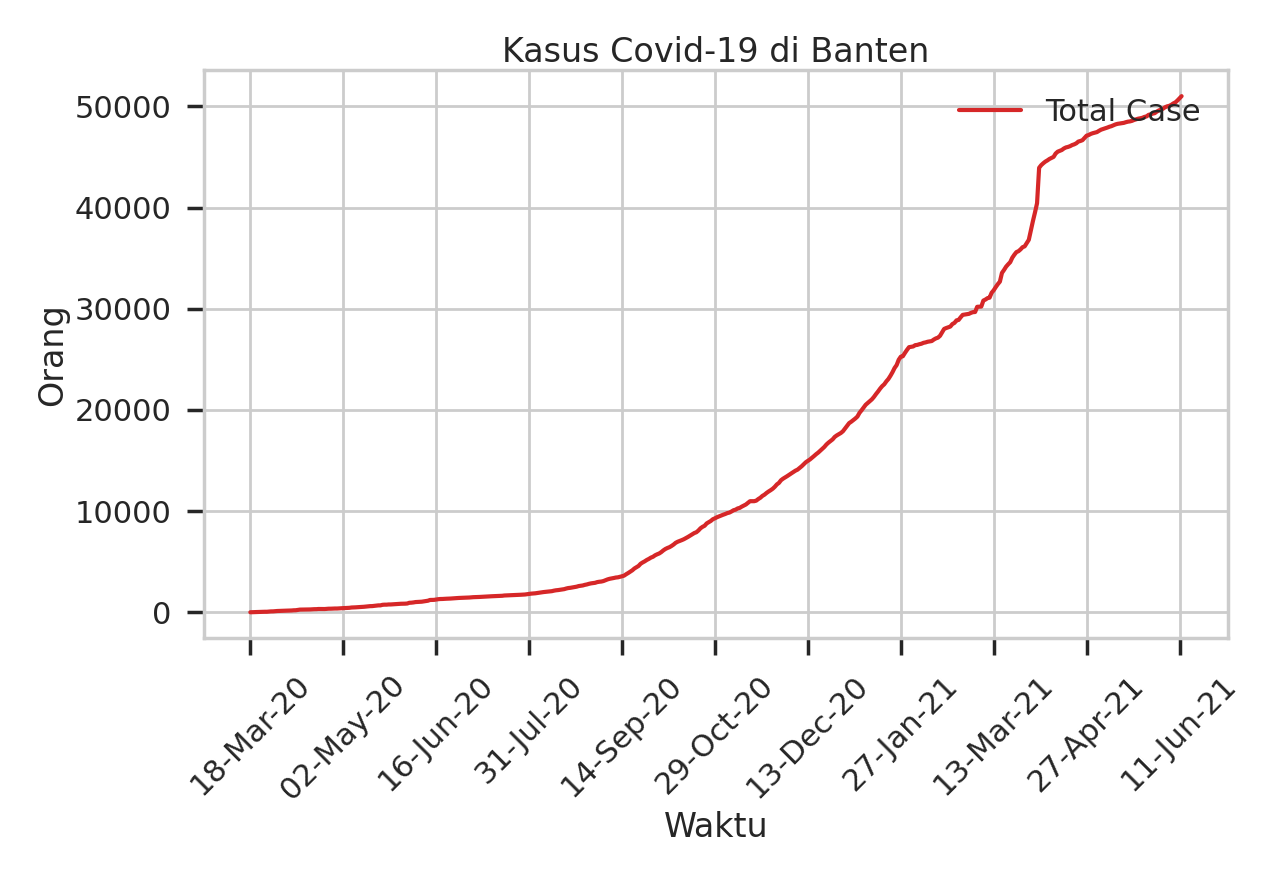 Kasus Covid-19 di Banten
Total Case
Orang
50000
40000
30000
20000
10000
0
18-Mar-20
02-May-20
16-Jun-20
31-Jul-20
14-Sep-20
29-Oct-20
13-Dec-20
27-Jan-21
13-Mar-21
27-Apr-21
11-Jun-21
Waktu